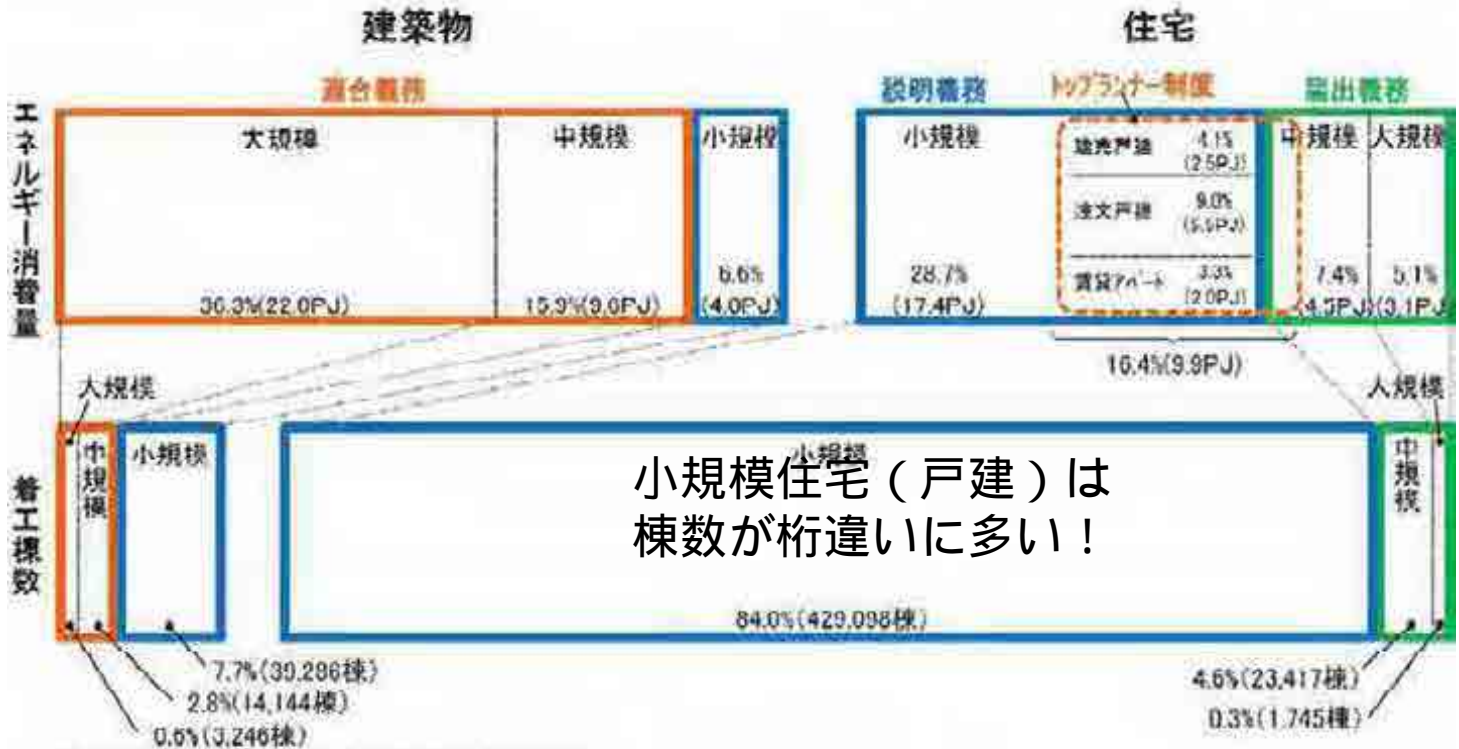 建築物
住宅
適合義務
説明義務
トップランナー制度
届出義務
エネルギー消費量
大規模
中規模
小規模
小規模
建売戸建
4.1%
(2.5PJ)
注文戸建
9.0%
(5.5PJ)
賃貸アパート
3.3%
(2.0PJ)
中規模
大規模
36.3%(22.0PJ)
15.9%(9.6PJ)
6.6%
(4.0PJ)
28.7%
(17.4PJ)
7.4%
(4.5PJ)
5.1%
(3.1PJ)
16.4%(9.9PJ)
大規模
大規模
着工棟数
中規模
小規模
小規模
中規模
小規模住宅（戸建）は
棟数が桁違いに多い！
84.0%(429,098棟)
7.7%(39,286棟)
2.8%(14,144棟)
0.6%(3,246棟)
4.6%(23,417棟)
0.3%(1,745棟)